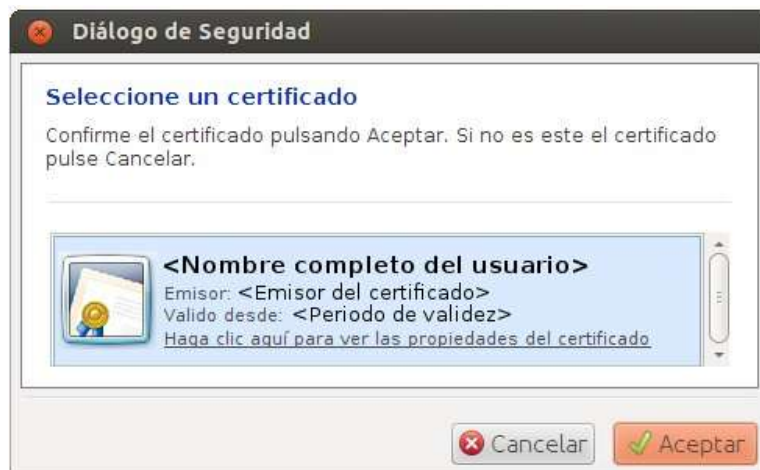 Diálogo de Seguridad
Seleccione un certificado
Confirme el certificado pulsando Aceptar. Si no es este el certificado
pulse Cancelar.
<Nombre completo del usuario>
Emisor: <Emisor del certificado>
Valido desde: <Periodo de validez>
Haga clic aquí para ver las propiedades del certificado
Cancelar Aceptar